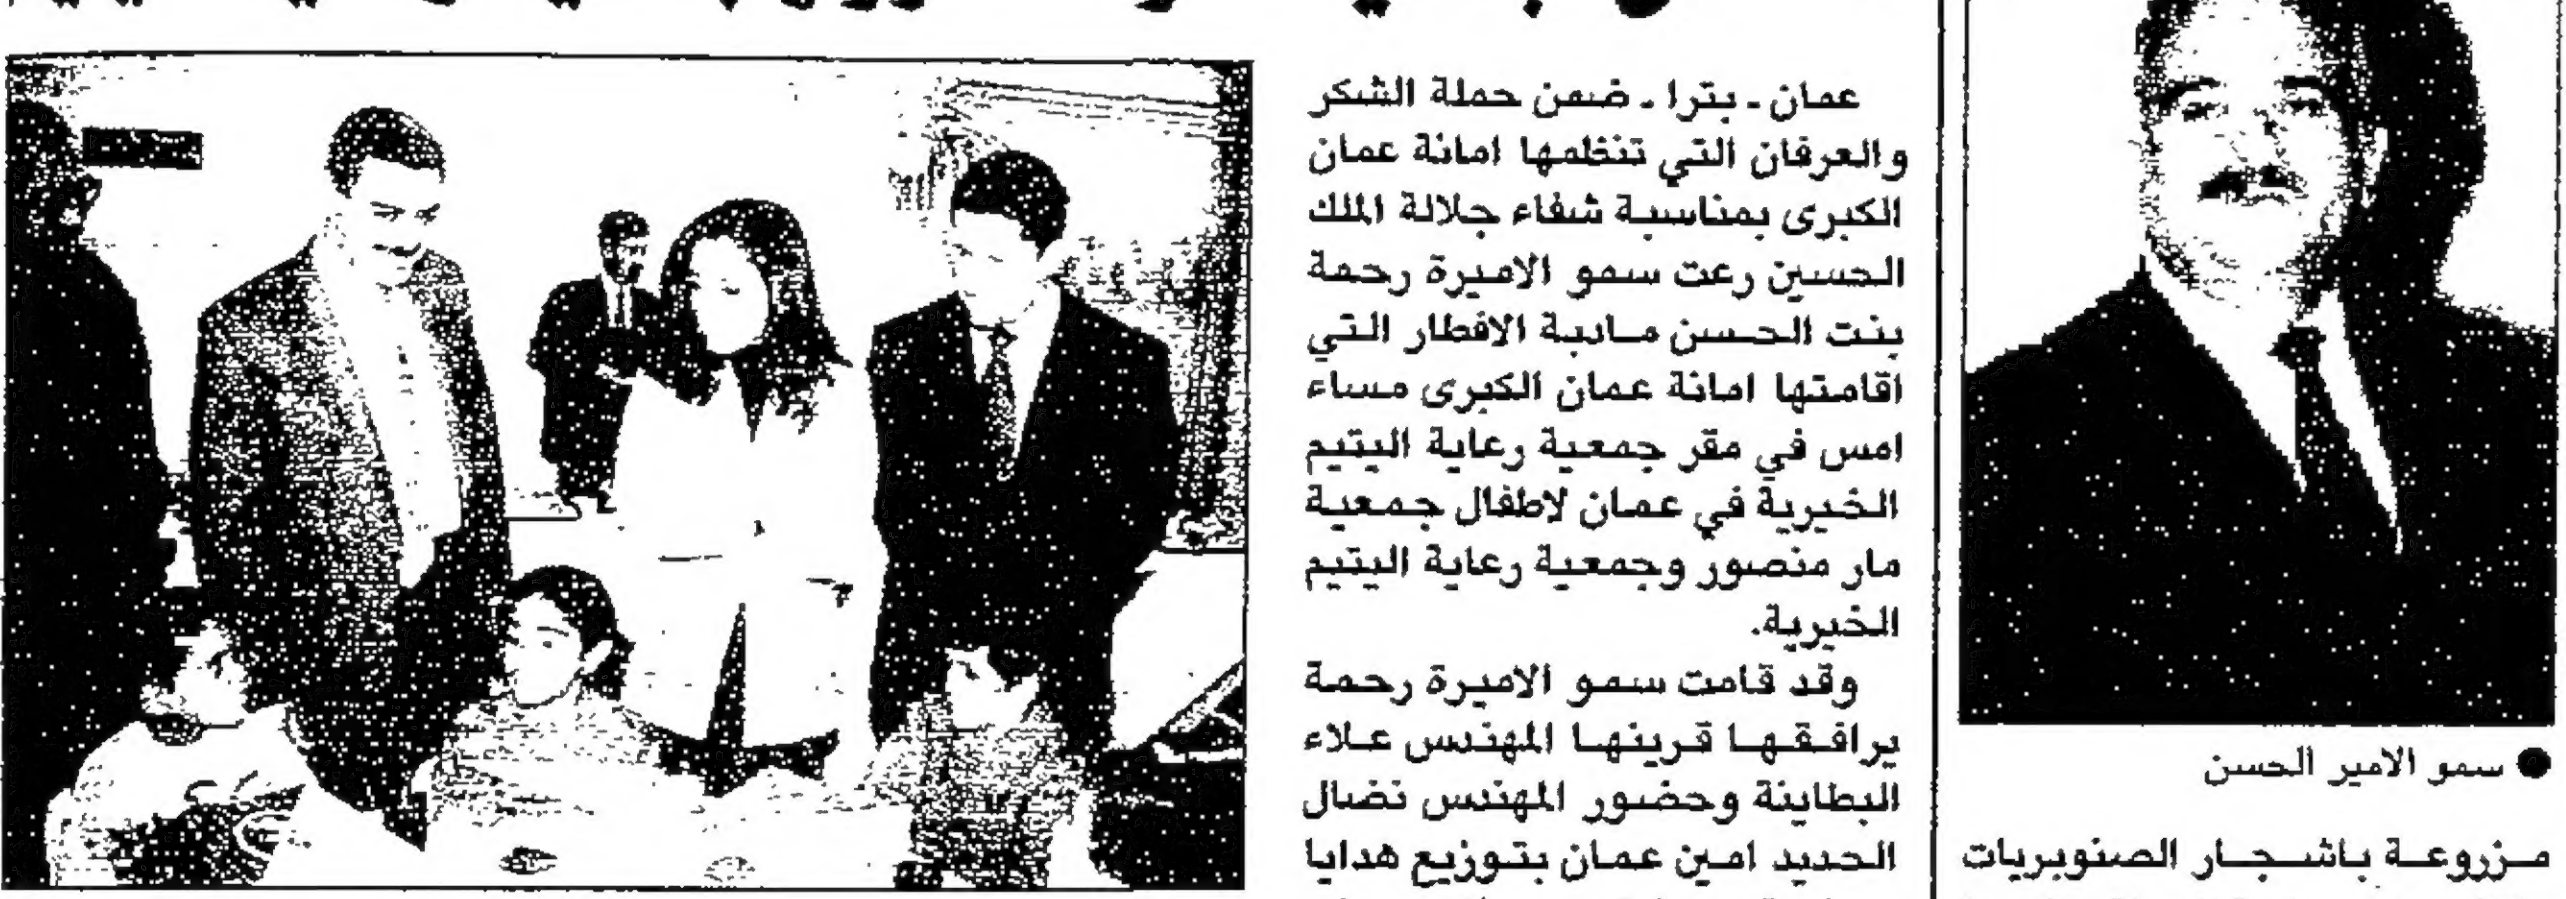 عمان ـ بترا ـ ضمن حملة الشكر
والعرفان التي تنظمها امانة عمان
الكبرى بمناسبة شفاء جلالة الملك
الحسين رعت سمو الاميرة رحمة
بنت الحسن مادبة الافطار التي
اقامتها امانة عمان الكبرى مساء
امس في مقر جمعية رعاية اليتيم
الخيرية في عمان لاطفال جمعية
مار منصور وجمعية رعاية اليتيم
الخيرية.
وقد قامت سمو الاميرة رحمة
يرافقها قرينها المهندس علاء
البطاينة وحضور المهندس نضال
الحديد امين عمان بتوزيع هدايا
● سمو الامير الحسن
مزروعة باشجار الصنوبريات